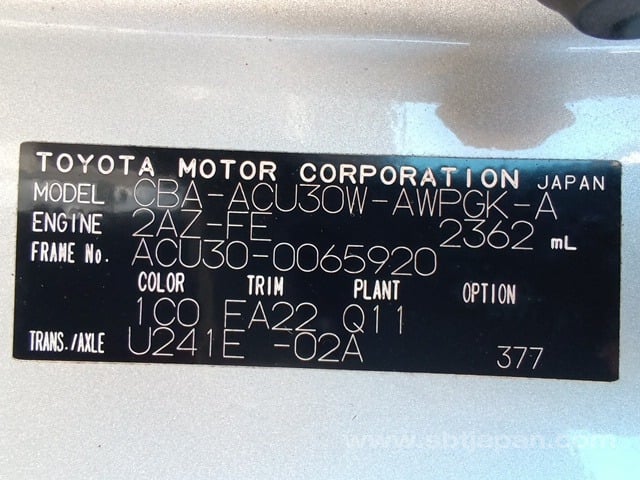 TOYOTA MOTOR CORPORATION JAPAN
MODEL CBA-ACU30W-AWPGK-A
ENGINE 2AZ-FE 2362 mL
FRAME No. ACU30-0065920
COLOR TRIM PLANT OPTION
1C0 EA22 Q11
TRANS./AXLE U241E -02A 377
www.sbtjapan.com